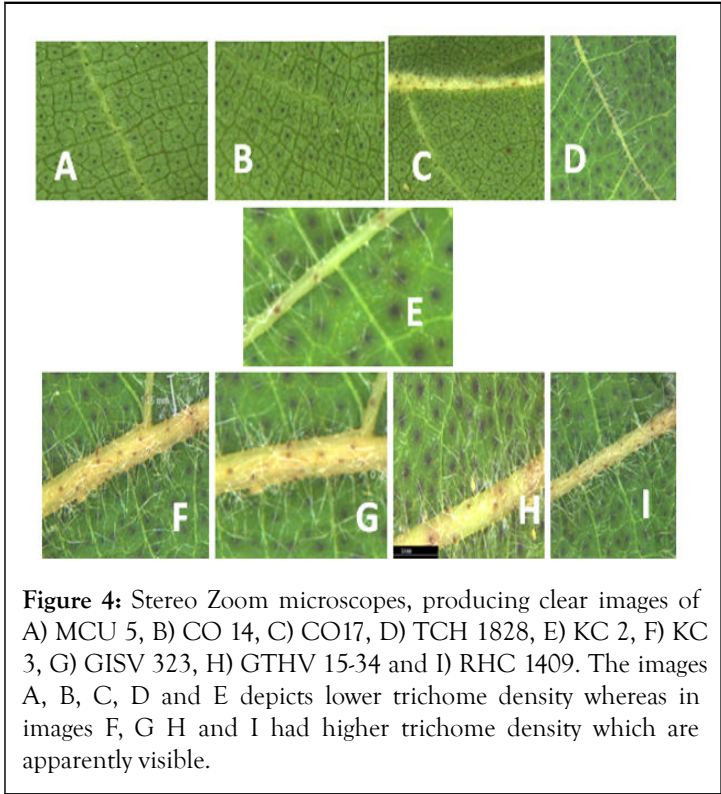 A
B
C
D
E
F
G
H
I
Figure 4: Stereo Zoom microscopes, producing clear images of
A) MCU 5, B) CO 14, C) CO17, D) TCH 1828, E) KC 2, F) KC
3, G) GISV 323, H) GTHV 15-34 and I) RHC 1409. The images
A, B, C, D and E depicts lower trichome density whereas in
images F, G H and I had higher trichome density which are
apparently visible.